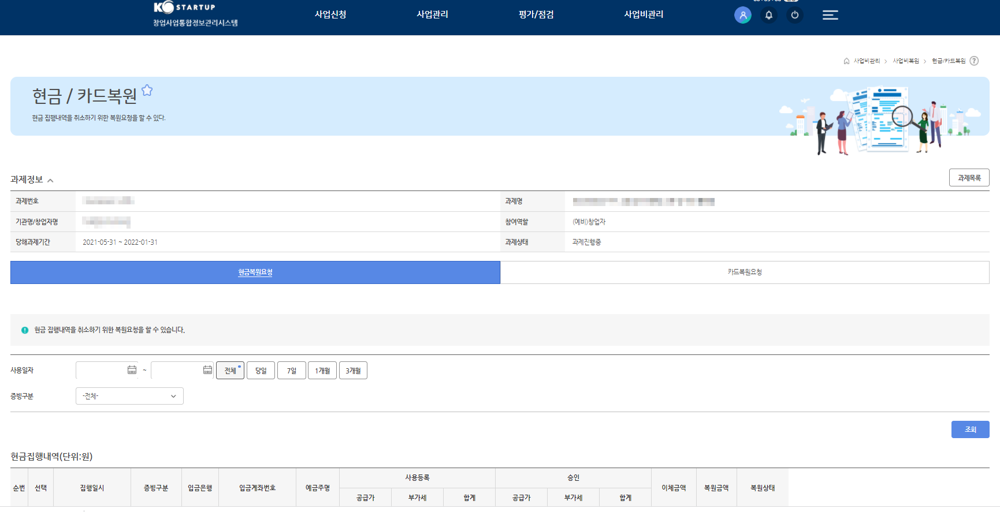 K STARTUP
창업사업통합정보관리시스템
사업신청
사업관리
평가/점검
사업비관리
사업비관리 > 사업비복원 > 현금/카드복원 ?
현금 / 카드복원
현금 집행내역을 취소하기 위한 복원요청을 할 수 있다.
과제정보
과제목록
과제번호
과제명
기관명/창업자명
참여역할 (예비)창업자
당해과제기간 2021-05-31 ~ 2022-01-31
과제상태 과제진행중
현금복원요청
카드복원요청
현금 집행내역을 취소하기 위한 복원요청을 할 수 있습니다.
사용일자 ~ 전체 당일 7일 1개월 3개월
증빙구분 -전체-
조회
현금집행내역(단위:원)
순번 선택 집행일시 증빙구분 입금은행 입금계좌번호 예금주명 사용등록 승인 이체금액 복원금액 복원상태
공급가 부가세 합계 공급가 부가세 합계